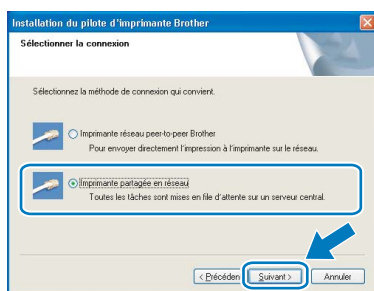 Installation du pilote d'imprimante Brother
Sélectionner la connexion
Sélectionnez la méthode de connexion qui convient.
Imprimante réseau peer-to-peer Brother
Pour envoyer directement l'impression à l'imprimante sur le réseau.
Imprimante partagée en réseau
Toutes les tâches sont mises en file d'attente sur un serveur central.
< Précéden Suivant > Annuler